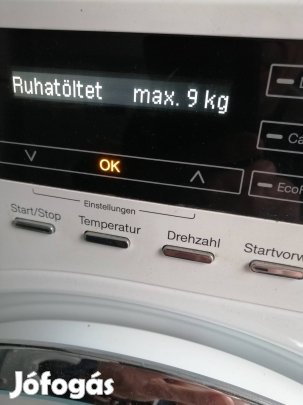 Ruhatöltet max. 9 kg
OK
Einstellungen
Start/Stop
Temperatur
Drehzahl
Jófogás